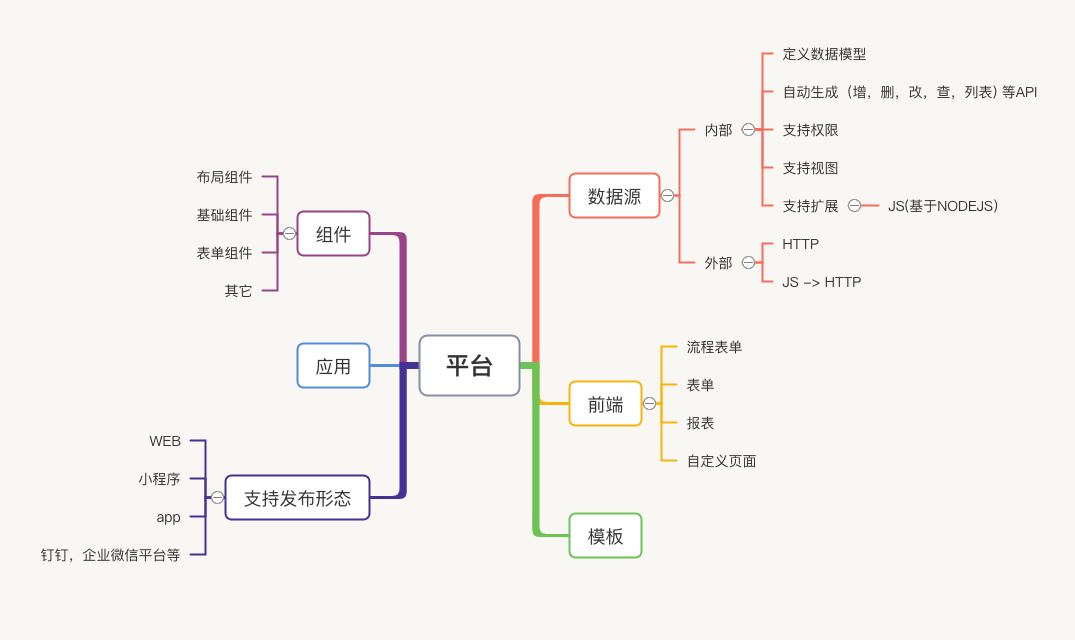 平台
数据源
内部
定义数据模型
自动生成（增，删，改，查，列表) 等API
支持权限
支持视图
支持扩展
JS(基于NODEJS)
外部
HTTP
JS -> HTTP
前端
流程表单
表单
报表
自定义页面
模板
组件
布局组件
基础组件
表单组件
其它
应用
支持发布形态
WEB
小程序
app
钉钉，企业微信平台等